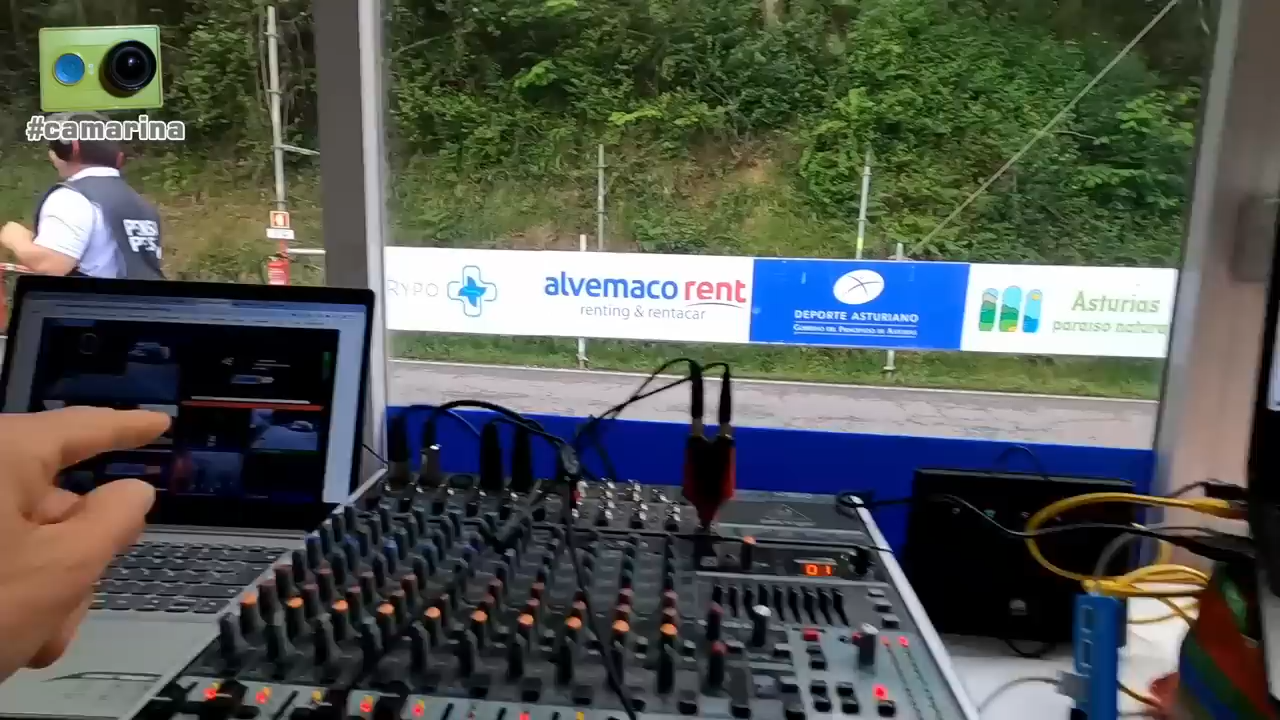 #camarina
RYPO
alvemaco rent
renting & rentacar
DEPORTE ASTURIANO
GOBIERNO DEL PRINCIPADO DE ASTURIAS
Asturias
paraíso natural
01